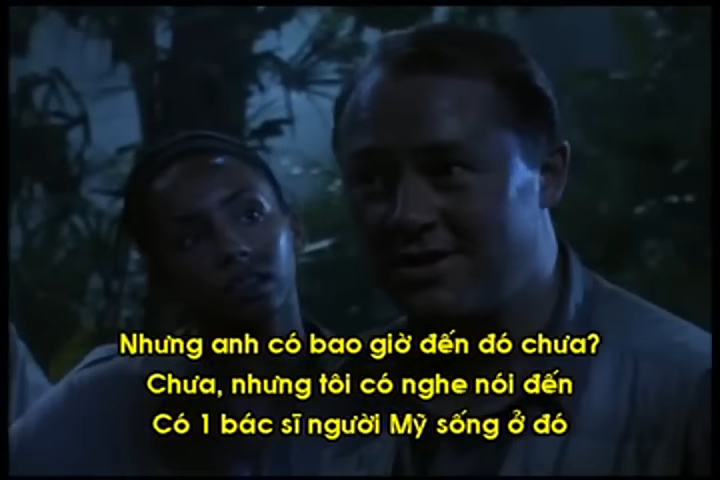 Nhưng anh có bao giờ đến đó chưa?
Chưa, nhưng tôi có nghe nói đến
Có 1 bác sĩ người Mỹ sống ở đó